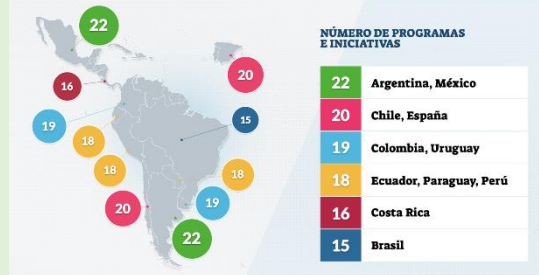 22
20
16
15
19
18
18
18
19
20
22
NÚMERO DE PROGRAMAS
E INICIATIVAS
22 Argentina, México
20 Chile, España
19 Colombia, Uruguay
18 Ecuador, Paraguay, Perú
16 Costa Rica
15 Brasil